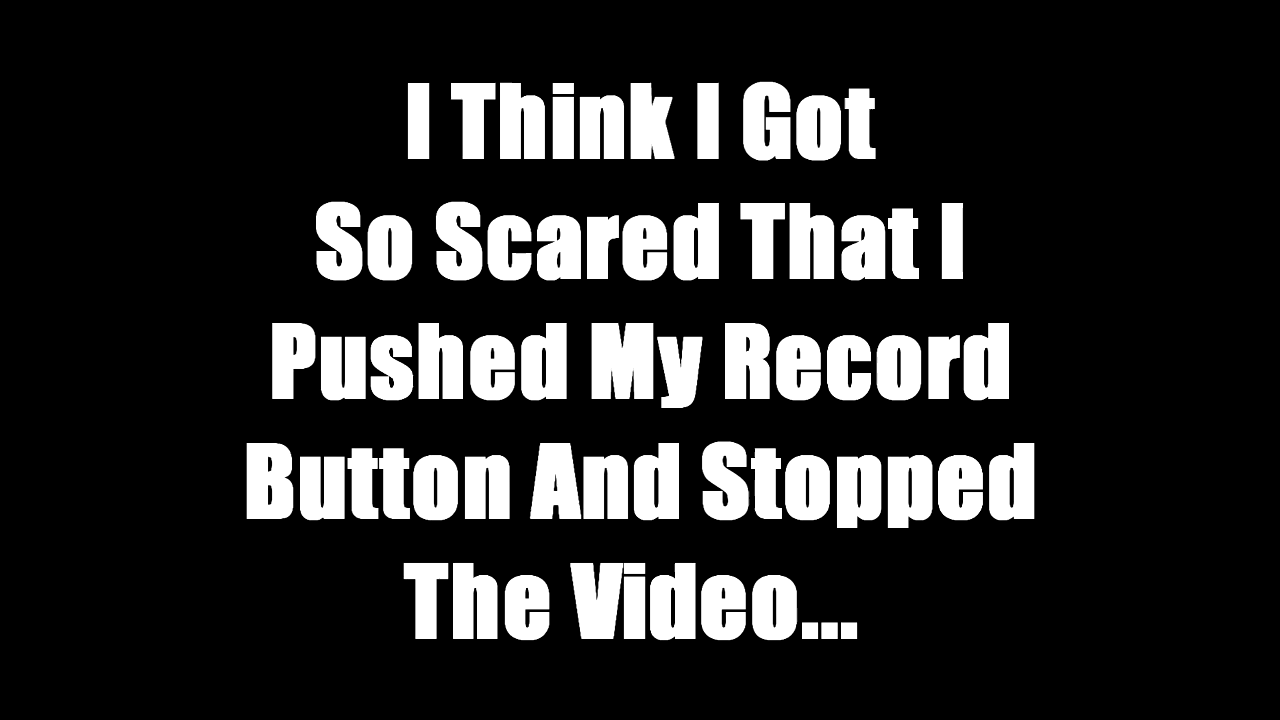 I Think I Got
So Scared That I
Pushed My Record
Button And Stopped
The Video...